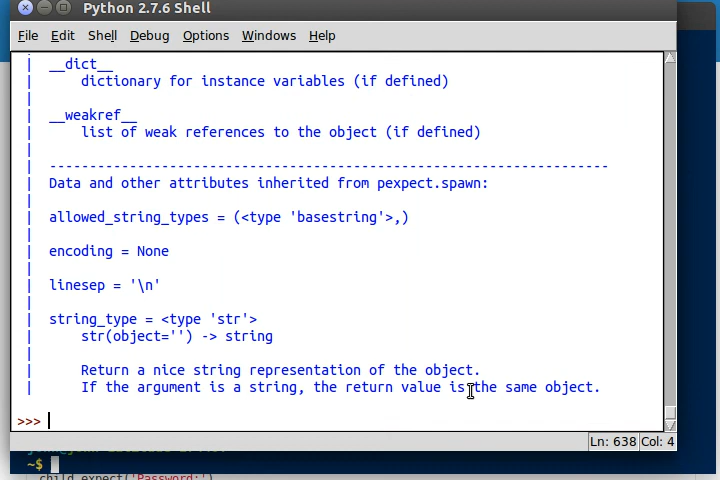 Python 2.7.6 Shell
File Edit Shell Debug Options Windows Help
| __dict__
|     dictionary for instance variables (if defined)
|
| __weakref__
|     list of weak references to the object (if defined)
|
| ----------------------------------------------------------------------
| Data and other attributes inherited from pexpect.spawn:
|
| allowed_string_types = (<type 'basestring'>,)
|
| encoding = None
|
| linesep = '\n'
|
| string_type = <type 'str'>
|     str(object='') -> string
|
|     Return a nice string representation of the object.
|     If the argument is a string, the return value is the same object.
>>>
Ln: 638 Col: 4
~$
child.expect('Password:')